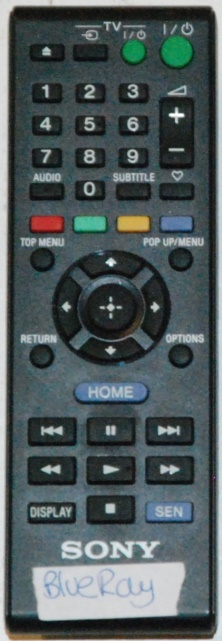 TV
I/⏻ I/⏻
1 2 3
4 5 6
+
7 8 9
−
AUDIO 0 SUBTITLE ♡
TOP MENU POP UP/MENU
RETURN OPTIONS
HOME
DISPLAY SEN
SONY
BlueRay